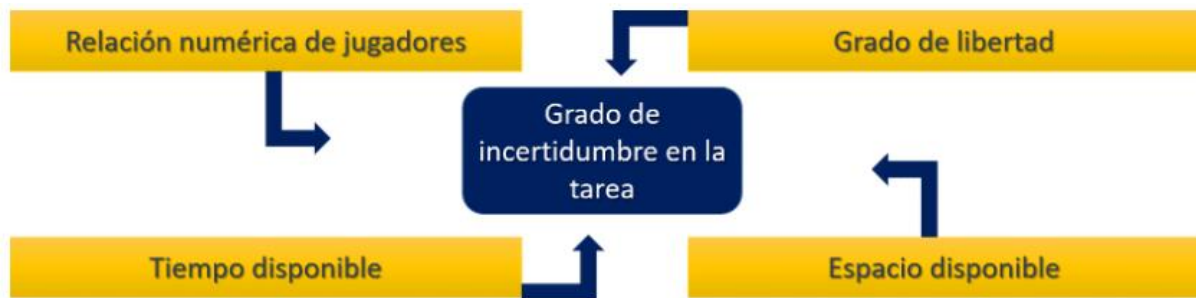 Relación numérica de jugadores
Grado de libertad
Grado de
incertidumbre en la
tarea
Tiempo disponible
Espacio disponible